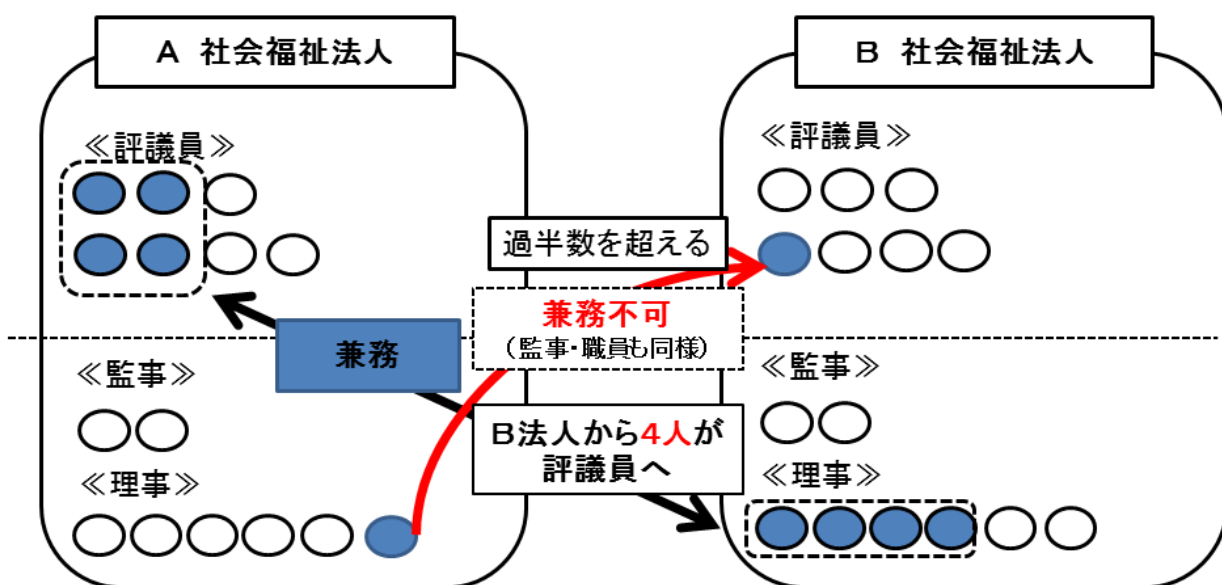 A 社会福祉法人
≪評議員≫
兼務
≪監事≫
≪理事≫
過半数を超える
兼務不可
（監事・職員も同様）
B法人から4人が
評議員へ
B 社会福祉法人
≪評議員≫
≪監事≫
≪理事≫